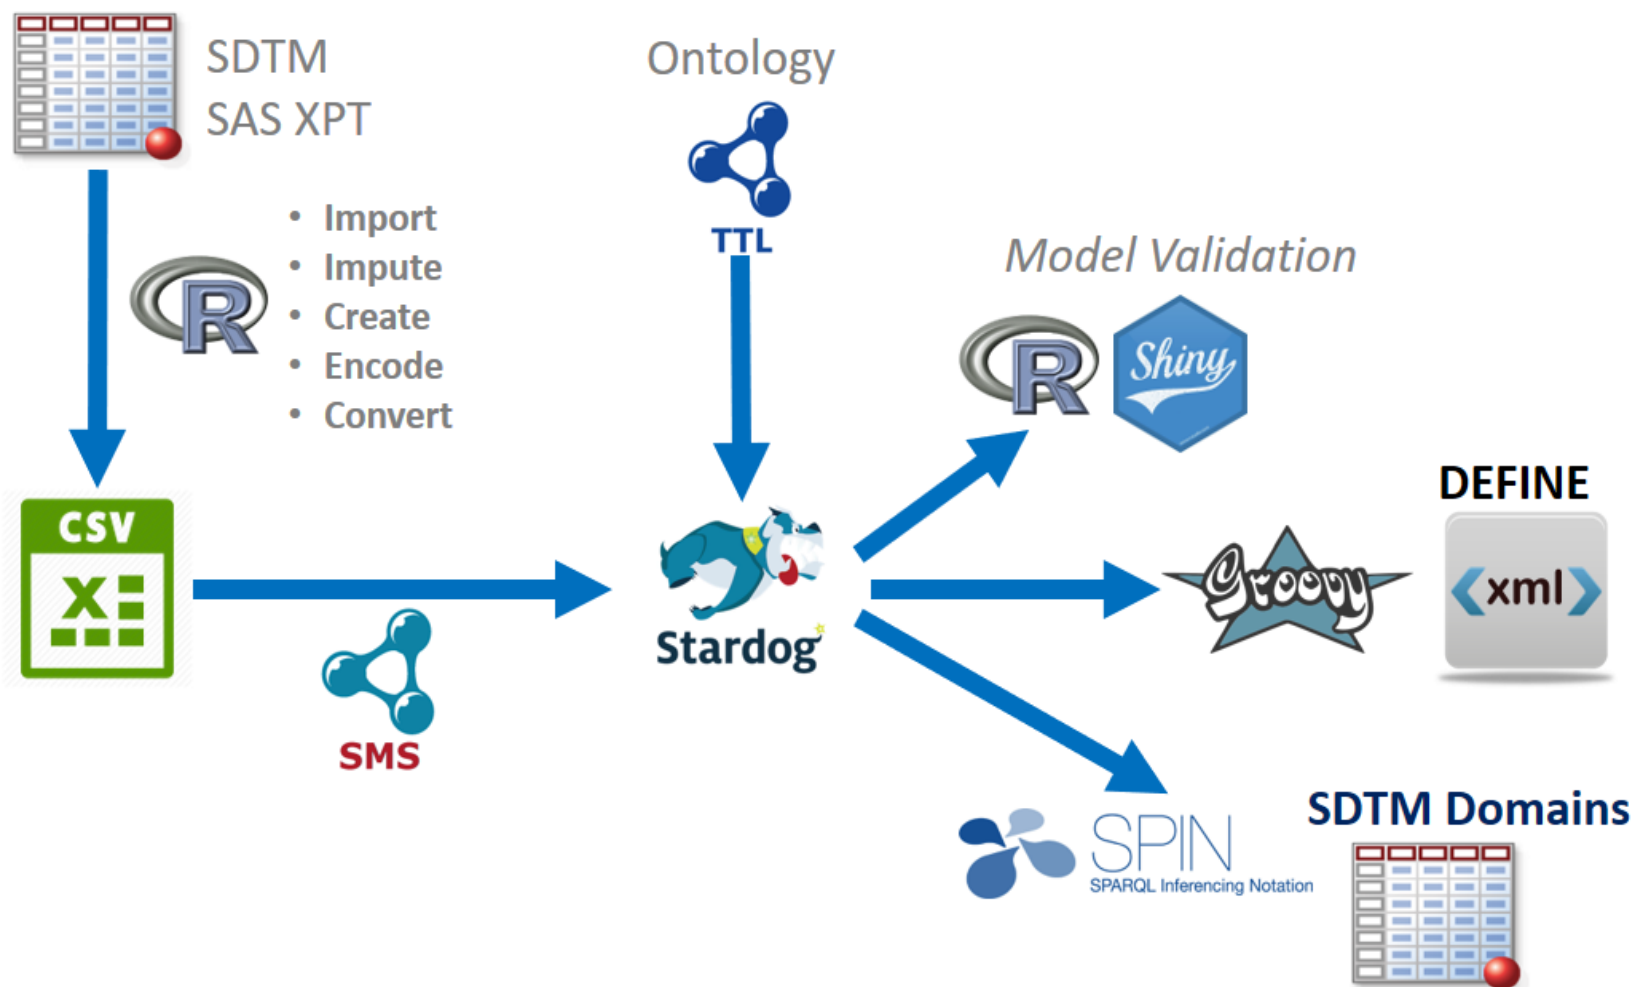 SDTM
SAS XPT
Ontology
TTL
• Import
• Impute
• Create
• Encode
• Convert
R
Model Validation
R
Shiny
CSV
X
SMS
Stardog
Groovy
DEFINE
<xml>
SPIN
SPARQL Inferencing Notation
SDTM Domains